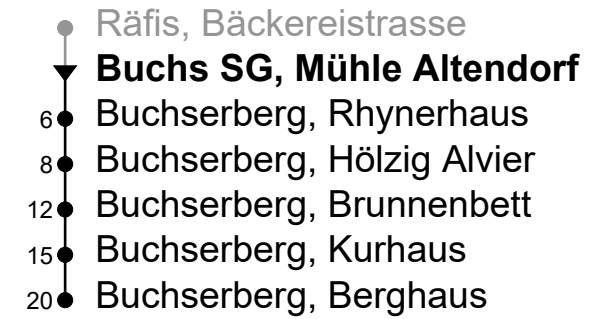 Räfis, Bäckereistrasse
Buchs SG, Mühle Altendorf
6 Buchserberg, Rhynerhaus
8 Buchserberg, Hölzig Alvier
12 Buchserberg, Brunnenbett
15 Buchserberg, Kurhaus
20 Buchserberg, Berghaus